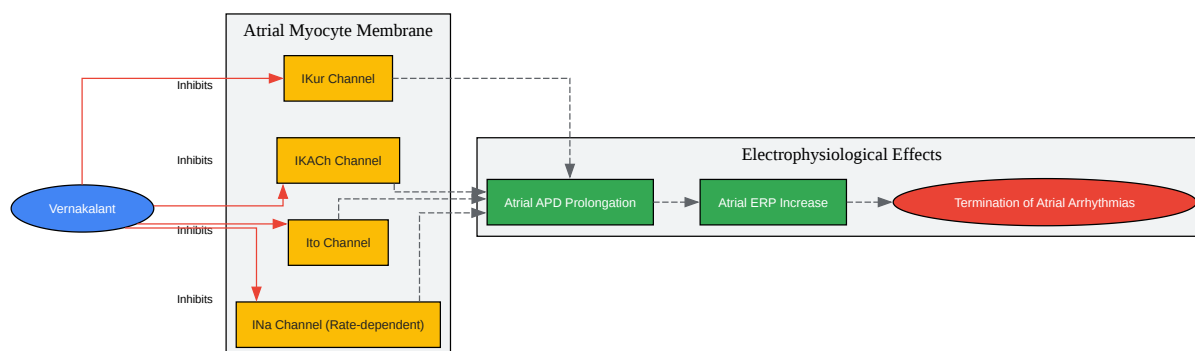 Atrial Myocyte Membrane
Inhibits
IKur Channel
Inhibits
IKACh Channel
Vernakalant
Inhibits
Ito Channel
Inhibits
INa Channel (Rate-dependent)
Electrophysiological Effects
Atrial APD Prolongation
Atrial ERP Increase
Termination of Atrial Arrhythmias